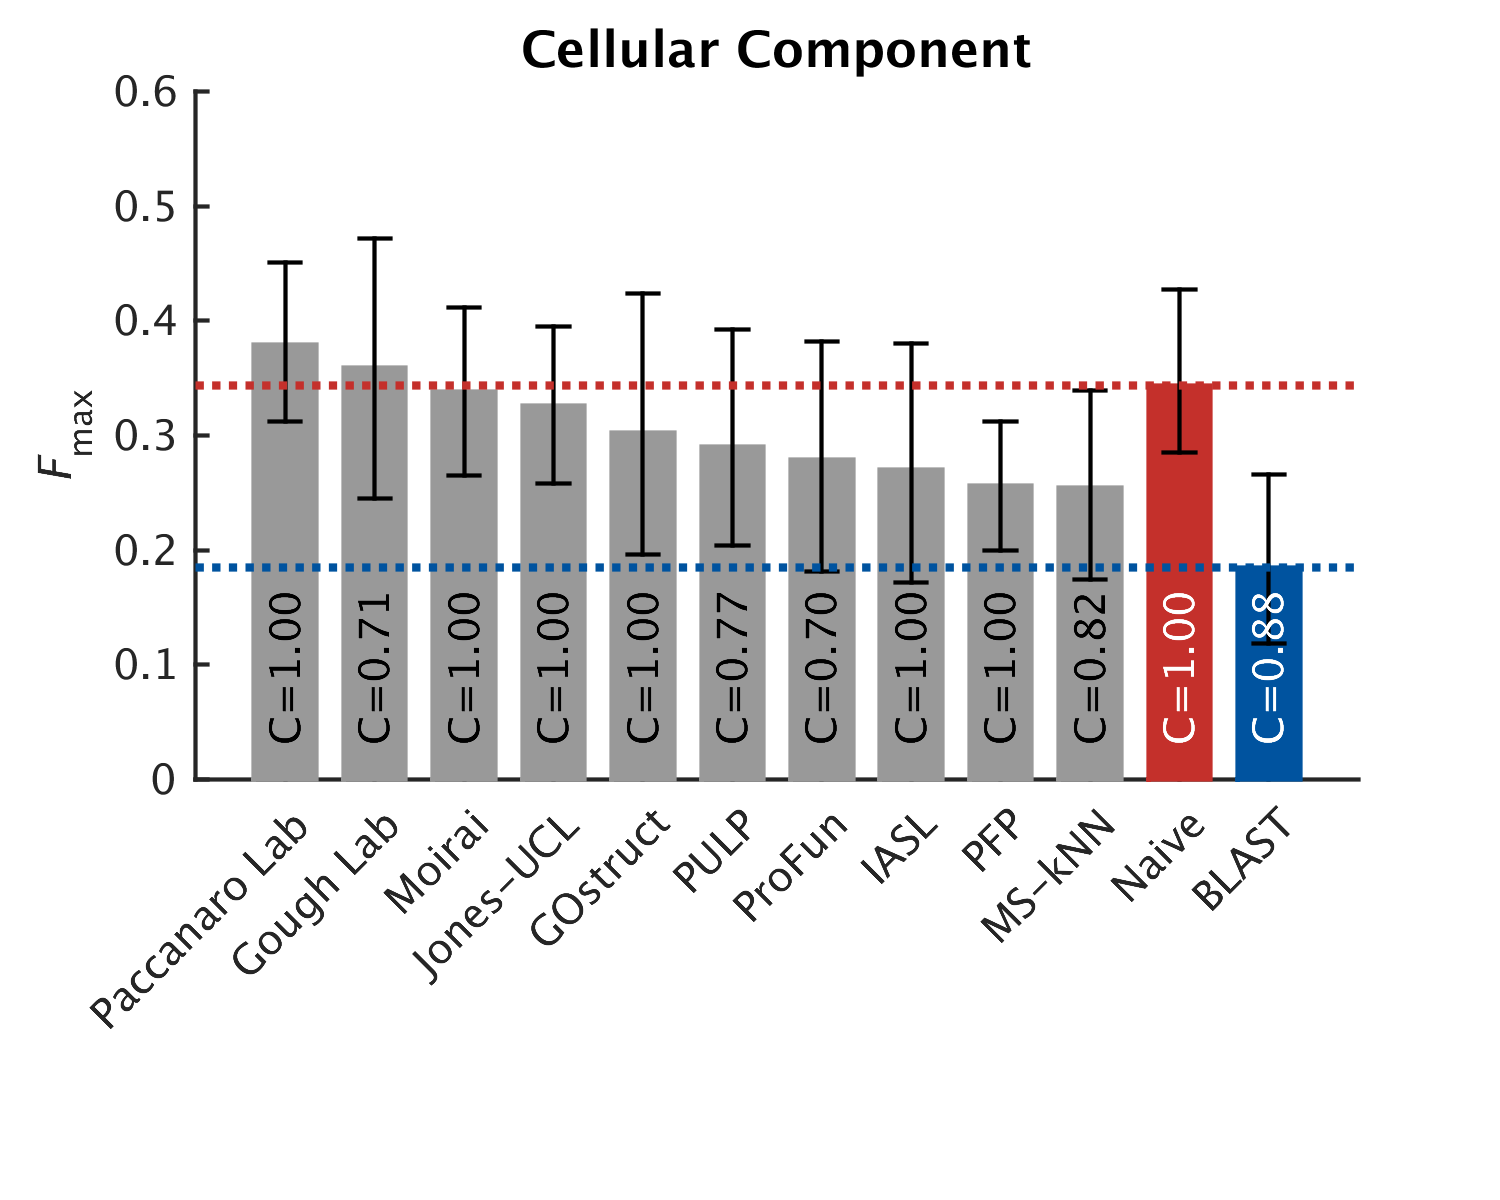 Cellular Component
0.6
0.5
0.4
0.3
0.2
0.1
0
Fmax
C=1.00
C=0.71
C=1.00
C=1.00
C=1.00
C=0.77
C=0.70
C=1.00
C=1.00
C=0.82
C=1.00
C=0.88
Paccanaro Lab
Gough Lab
Moirai
Jones-UCL
GOstruct
PULP
ProFun
IASL
PFP
MS-kNN
Naive
BLAST